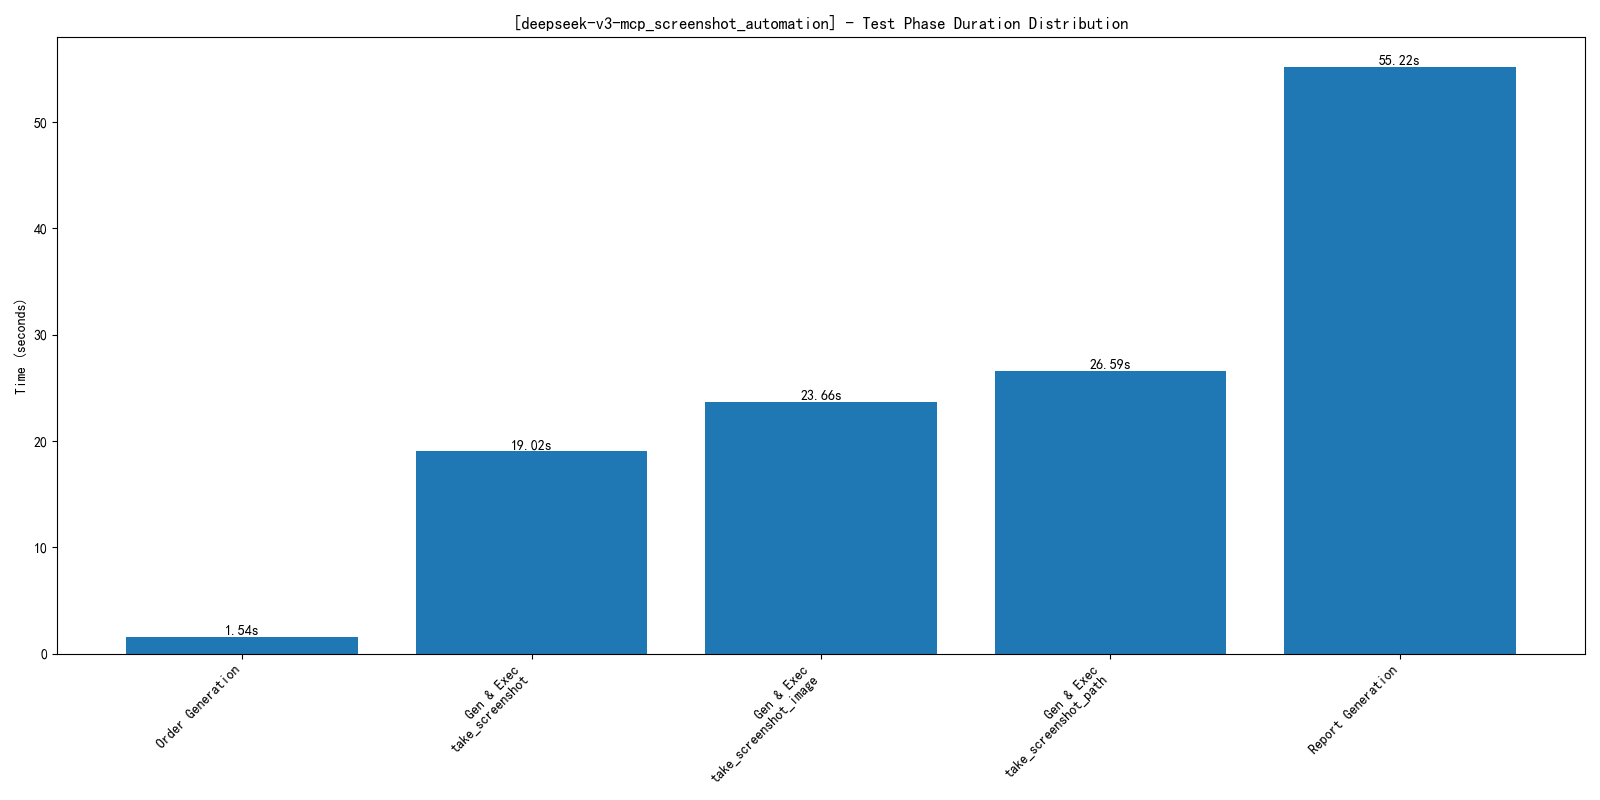 [deepseek-v3-mcp_screenshot_automation] - Test Phase Duration Distribution
Time (seconds)
50
40
30
20
10
0
1.54s
19.02s
23.66s
26.59s
55.22s
Order Generation
Gen & Exec
take_screenshot
Gen & Exec
take_screenshot_image
Gen & Exec
take_screenshot_path
Report Generation